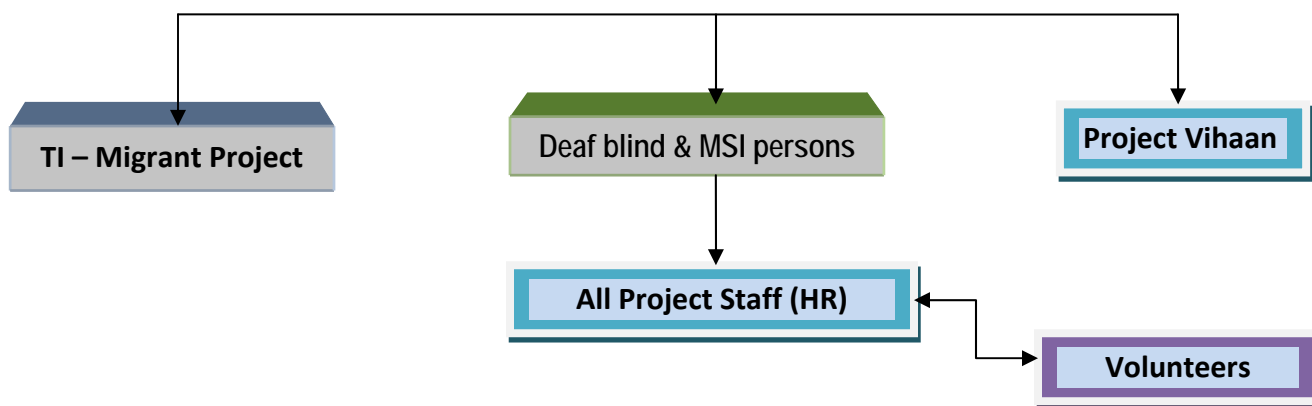 TI – Migrant Project
Deaf blind & MSI persons
Project Vihaan
All Project Staff (HR)
Volunteers